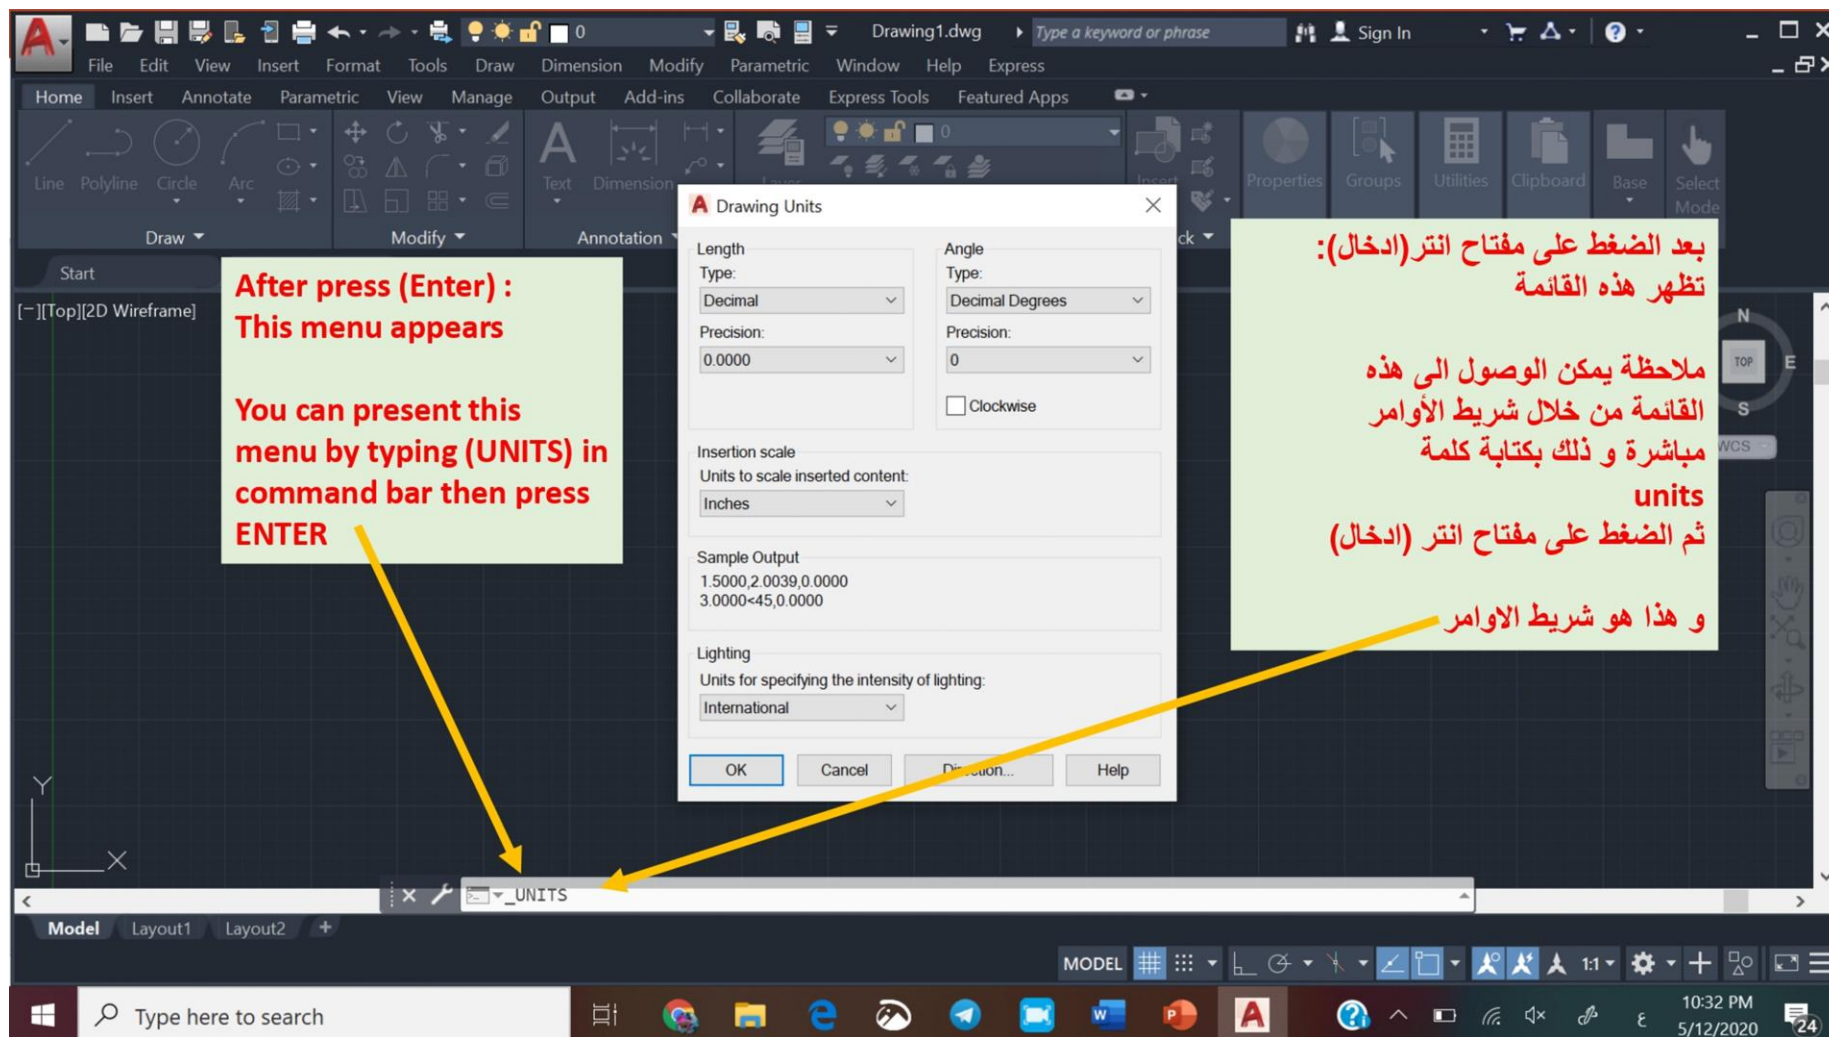 0
Drawing1.dwg
Type a keyword or phrase
Sign In
File Edit View Insert Format Tools Draw Dimension Modify Parametric Window Help Express
Home Insert Annotate Parametric View Manage Output Add-ins Collaborate Express Tools Featured Apps
0
Line Polyline Circle Arc
Text Dimension
Layer
Insert
Properties Groups Utilities Clipboard Base Select Mode
Draw Modify Annotation
ck
Start
[−][Top][2D Wireframe]
After press (Enter) :
This menu appears
You can present this
menu by typing (UNITS) in
command bar then press
ENTER
Drawing Units
Length
Type:
Decimal
Precision:
0.0000
Angle
Type:
Decimal Degrees
Precision:
0
Clockwise
Insertion scale
Units to scale inserted content:
Inches
Sample Output
1.5000,2.0039,0.0000
3.0000<45,0.0000
Lighting
Units for specifying the intensity of lighting:
International
OK Cancel Direction... Help
بعد الضغط على مفتاح انتر(ادخال):
تظهر هذه القائمة
ملاحظة يمكن الوصول الى هذه
القائمة من خلال شريط الأوامر
مباشرة و ذلك بكتابة كلمة
units
ثم الضغط على مفتاح انتر (ادخال)
و هذا هو شريط الاوامر
N
TOP
E
S
WCS
Y
X
_UNITS
Model Layout1 Layout2 +
MODEL
1:1
Type here to search
ع
10:32 PM
5/12/2020
24